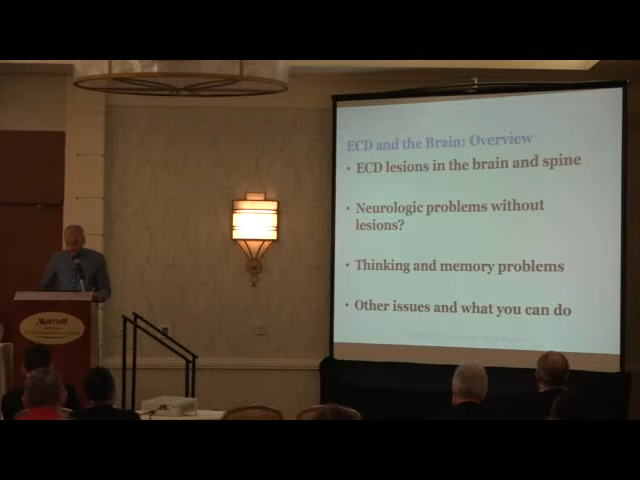 ECD and the Brain: Overview
• ECD lesions in the brain and spine
• Neurologic problems without
lesions?
• Thinking and memory problems
• Other issues and what you can do
Marriott